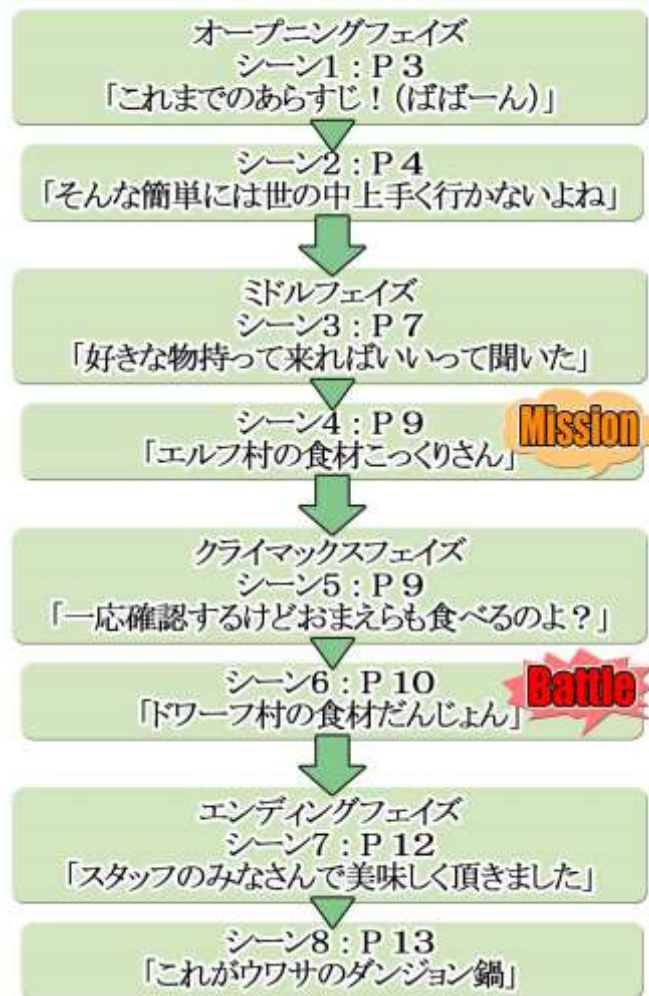 オープニングフェイズ
シーン1：P 3
「これまでのあらすじ！(ばばーん)」
シーン2：P 4
「そんな簡単には世の中上手く行かないよね」
ミドルフェイズ
シーン3：P 7
「好きな物持って来ればいいって聞いた」
シーン4：P 9
「エルフ村の食材こっくりさん」
Mission
クライマックスフェイズ
シーン5：P 9
「一応確認するけどおまえらも食べるのよ？」
シーン6：P 10
「ドワーフ村の食材だんじょん」
Battle
エンディングフェイズ
シーン7：P 12
「スタッフのみなさんで美味しく頂きました」
シーン8：P 13
「これがウワサのダンジョン鍋」